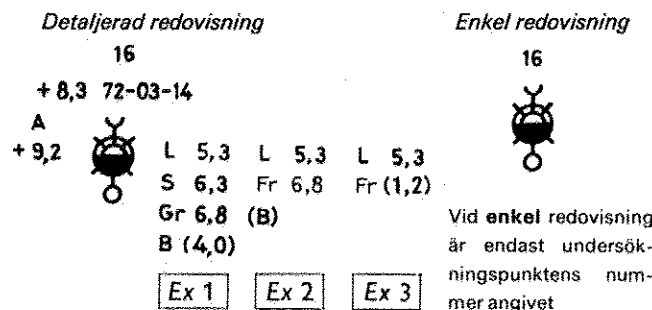 Detaljerad redovisning
16
+ 8,3 72-03-14
A
+ 9,2
L 5,3
S 6,3
Gr 6,8
B (4,0)
Ex 1
L 5,3
Fr 6,8
(B)
Ex 2
L 5,3
Fr (1,2)
Ex 3
Enkel redovisning
16
Vid enkel redovisning
är endast undersök-
ningspunktens num-
mer angivet